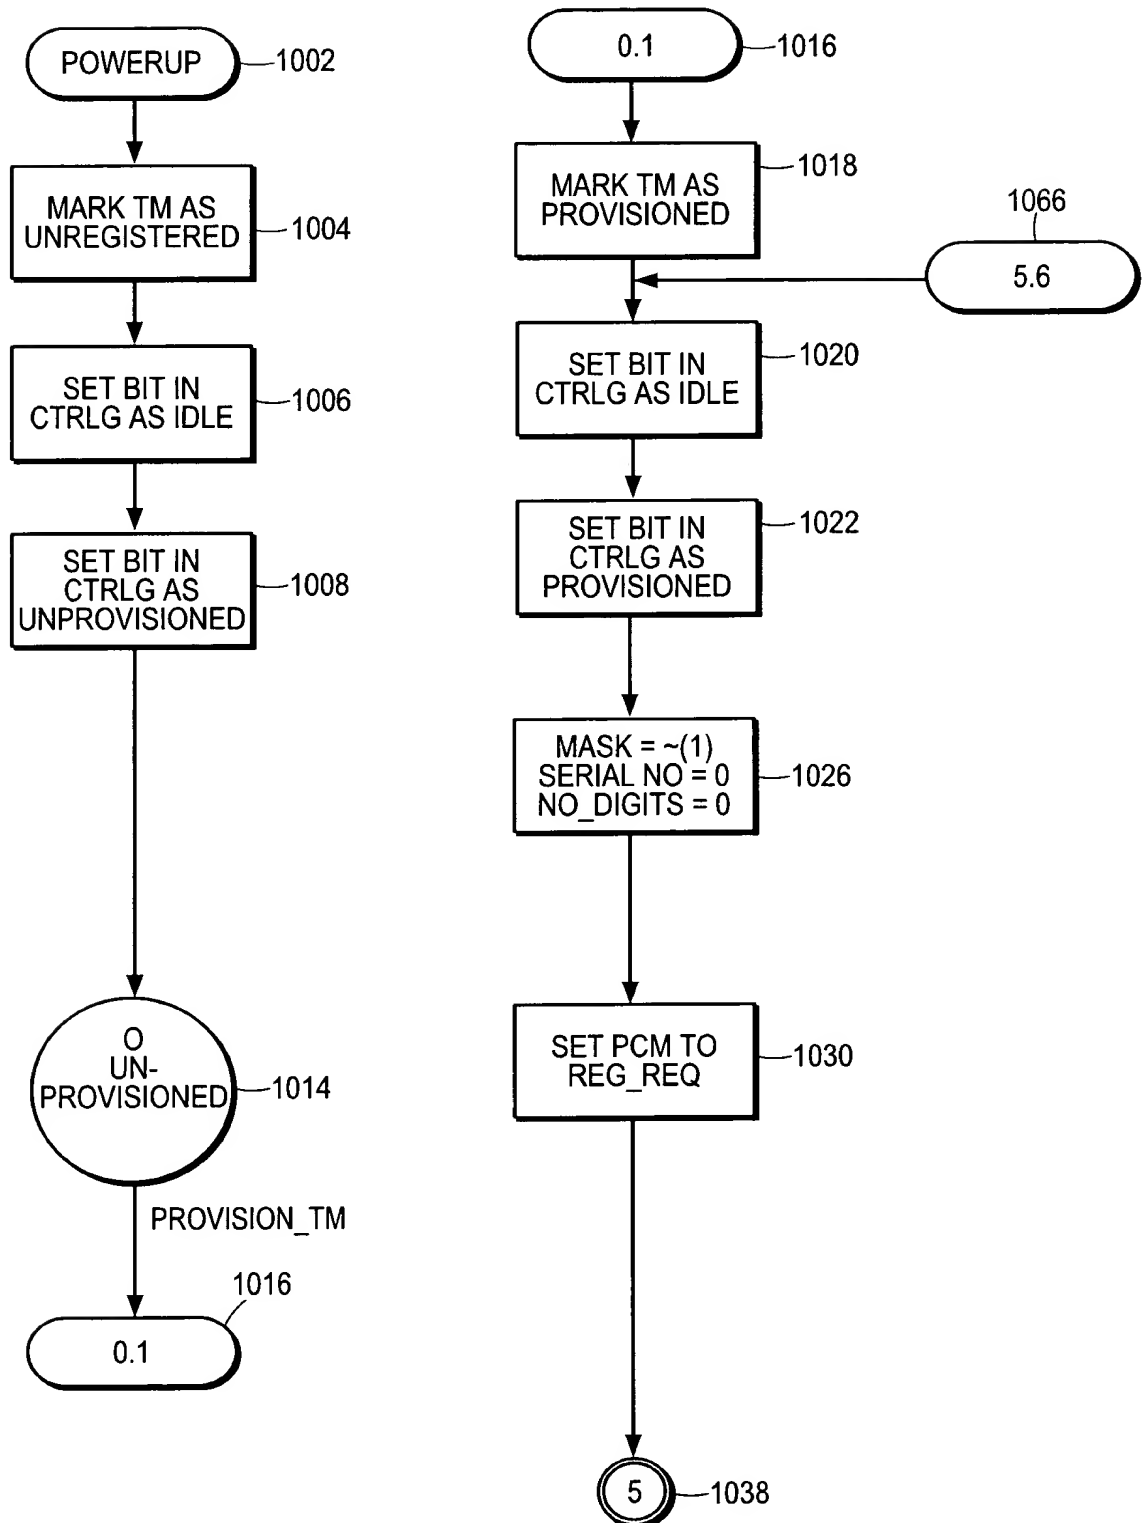 POWERUP
1002
MARK TM AS
UNREGISTERED
1004
SET BIT IN
CTRLG AS IDLE
1006
SET BIT IN
CTRLG AS
UNPROVISIONED
1008
O
UN-
PROVISIONED
1014
PROVISION_TM
1016
0.1
0.1
1016
MARK TM AS
PROVISIONED
1018
1066
5.6
SET BIT IN
CTRLG AS IDLE
1020
SET BIT IN
CTRLG AS
PROVISIONED
1022
MASK = ~(1)
SERIAL NO = 0
NO_DIGITS = 0
1026
SET PCM TO
REG_REQ
1030
5
1038